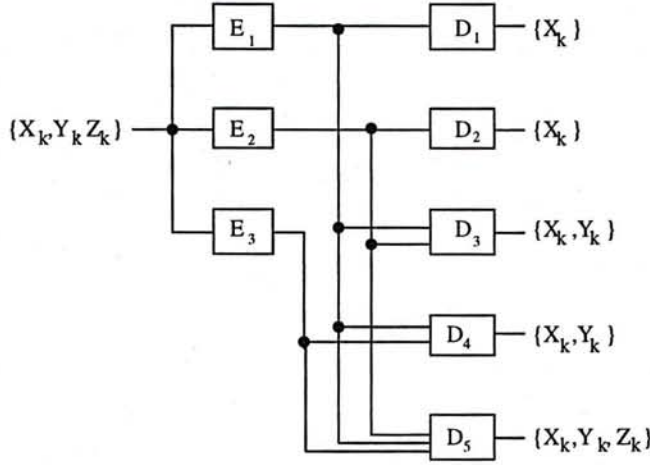 E1 D1 {Xk}
{Xk,Yk Zk} E2 D2 {Xk}
E3 D3 {Xk,Yk}
D4 {Xk,Yk}
D5 {Xk,Yk,Zk}